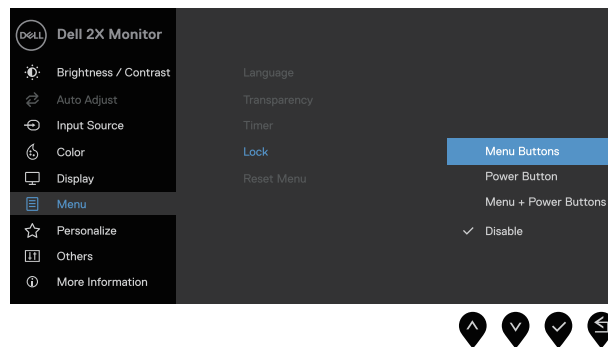 DELL Dell 2X Monitor
Brightness / Contrast
Auto Adjust
Input Source
Color
Display
Menu
Personalize
Others
More Information
Language
Transparency
Timer
Lock
Reset Menu
Menu Buttons
Power Button
Menu + Power Buttons
Disable